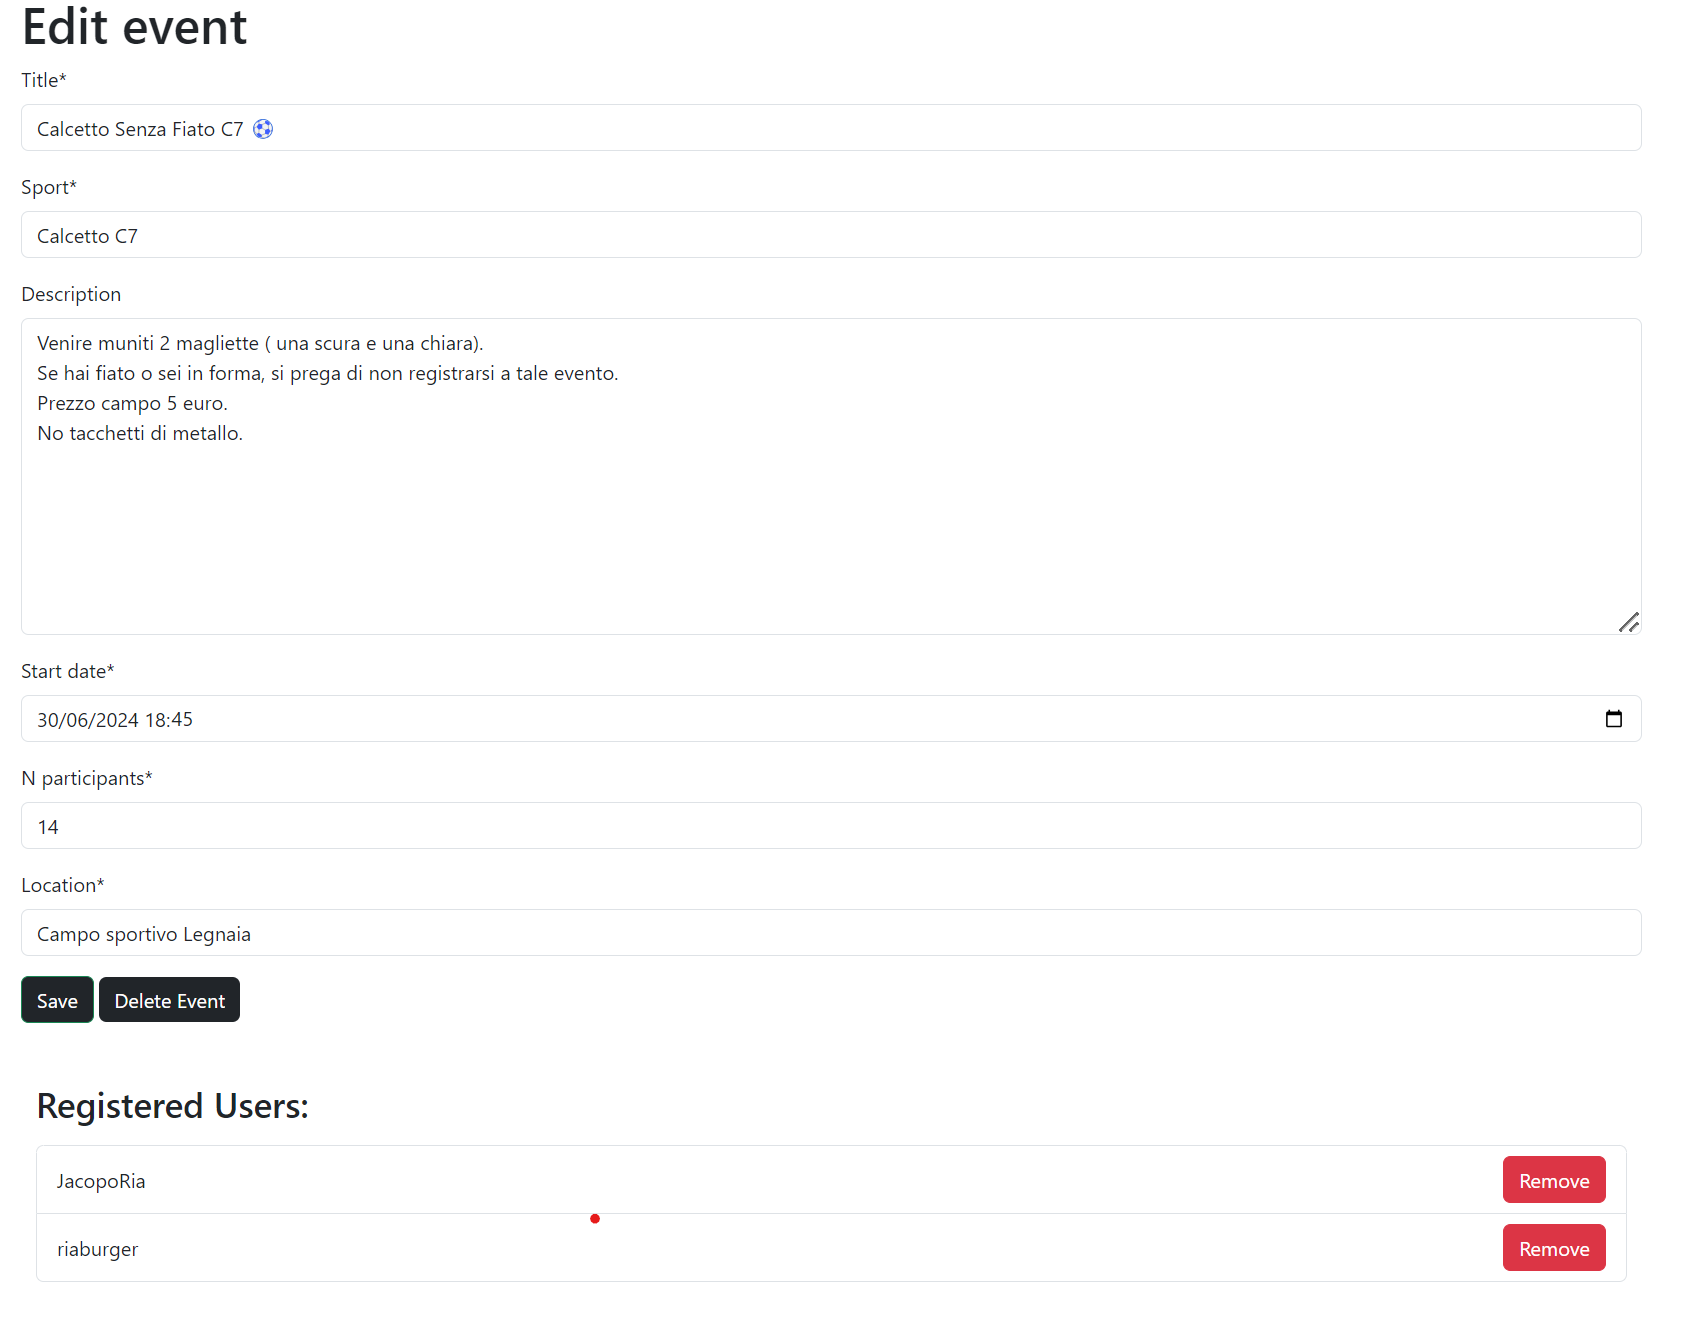 Edit event
Title*
Calcetto Senza Fiato C7 ⚽
Sport*
Calcetto C7
Description
Venire muniti 2 magliette ( una scura e una chiara).
Se hai fiato o sei in forma, si prega di non registrarsi a tale evento.
Prezzo campo 5 euro.
No tacchetti di metallo.
Start date*
30/06/2024 18:45
N participants*
14
Location*
Campo sportivo Legnaia
Save Delete Event
Registered Users:
JacopoRia Remove
riaburger Remove